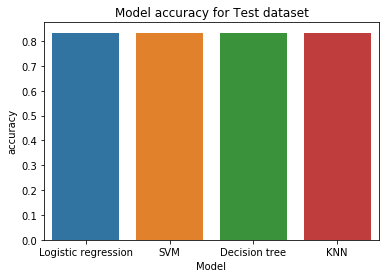 Model accuracy for Test dataset
accuracy
0.8
0.7
0.6
0.5
0.4
0.3
0.2
0.1
0.0
Logistic regression SVM Decision tree KNN
Model